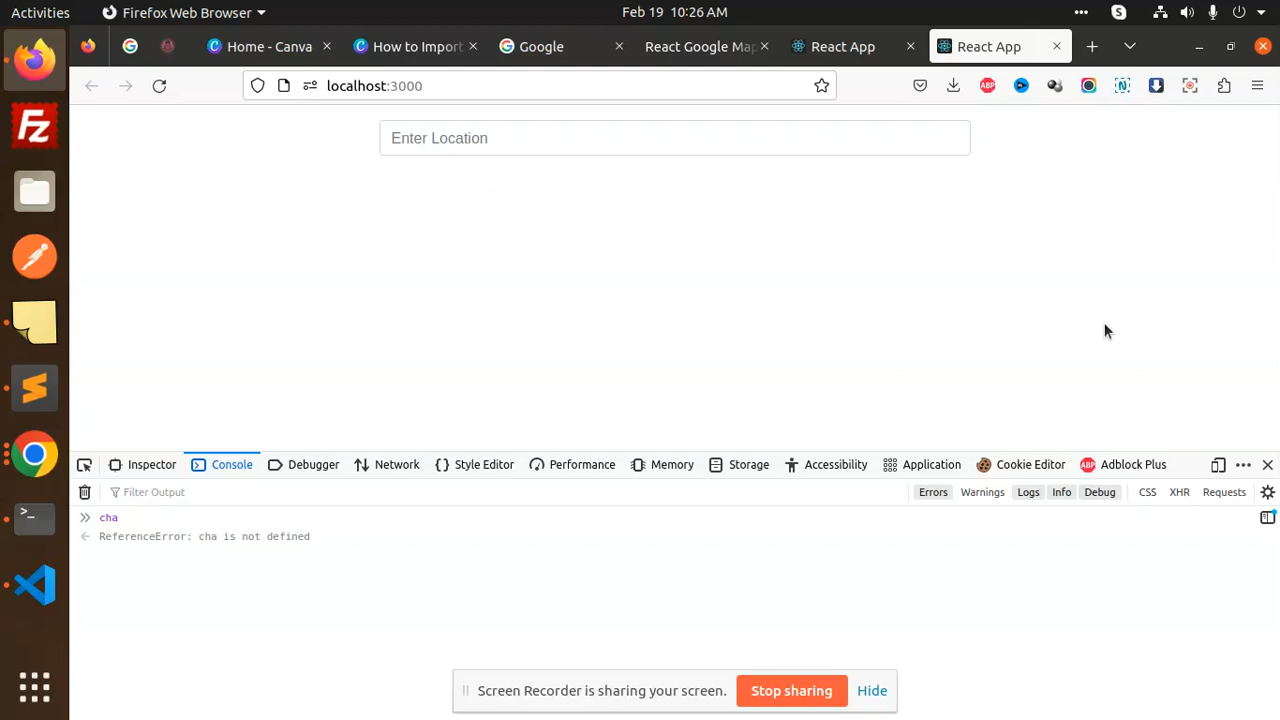 Activities
Firefox Web Browser
Feb 19 10:26 AM
Home - Canva
How to Import
Google
React Google Map
React App
React App
localhost:3000
Enter Location
Inspector
Console
Debugger
Network
Style Editor
Performance
Memory
Storage
Accessibility
Application
Cookie Editor
Adblock Plus
Filter Output
Errors
Warnings
Logs
Info
Debug
CSS
XHR
Requests
cha
ReferenceError: cha is not defined
Screen Recorder is sharing your screen.
Stop sharing
Hide